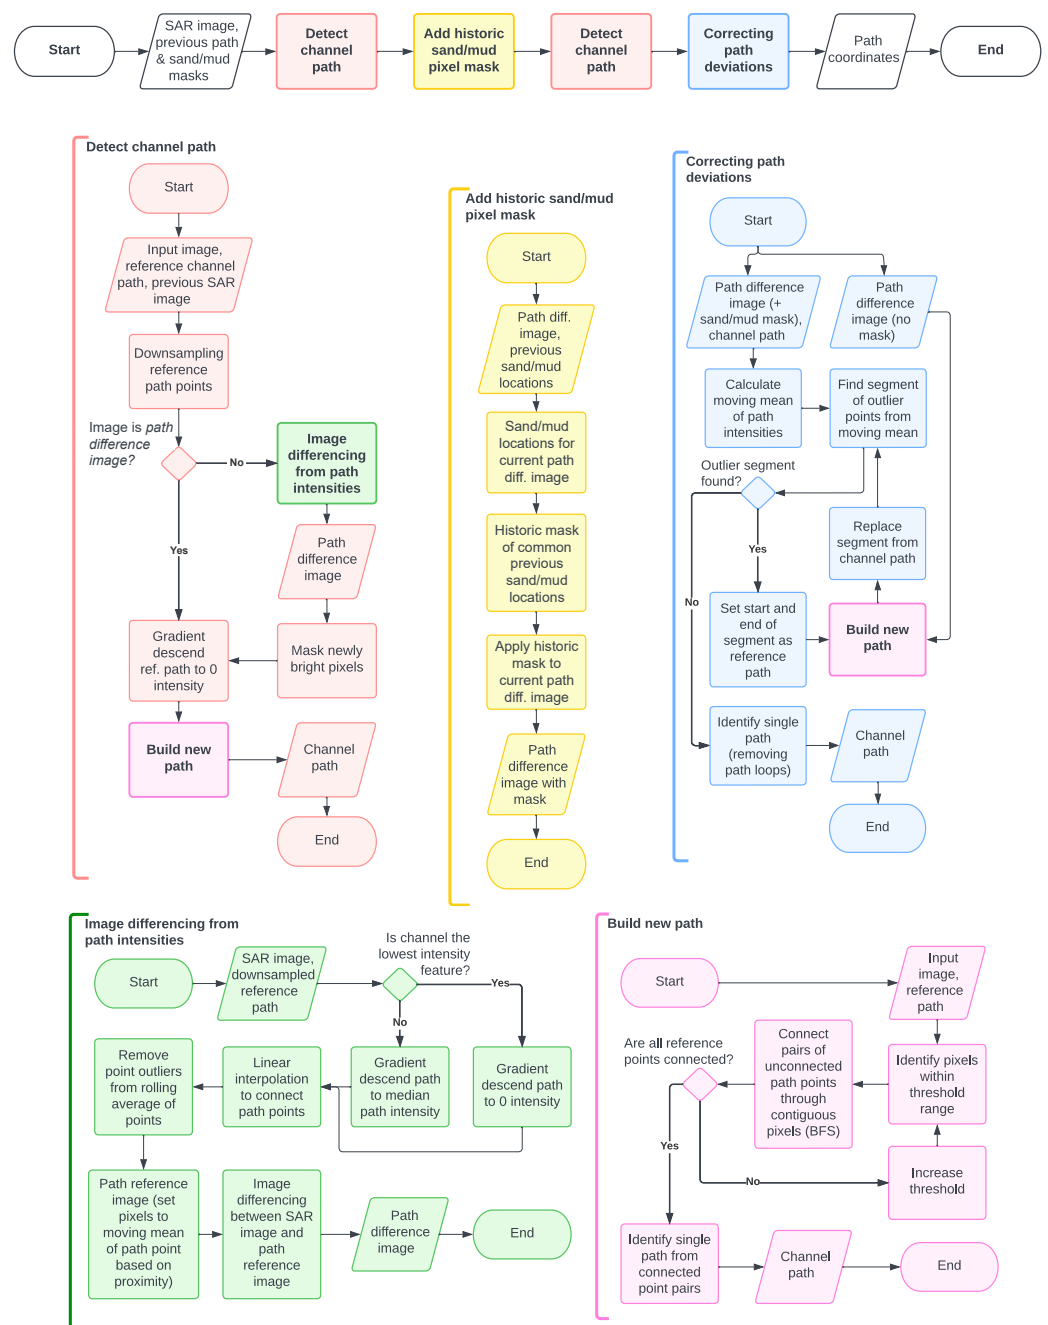 Start
SAR image,
previous path
& sand/mud
masks
Detect
channel
path
Add historic
sand/mud
pixel mask
Detect
channel
path
Correcting
path
deviations
Path
coordinates
End
Detect channel path
Start
Input image,
reference channel
path, previous SAR
image
Downsampling
reference
path points
Image is path
difference
image?
No
Yes
Image
differencing
from path
intensities
Path
difference
image
Mask newly
bright pixels
Gradient
descend
ref. path to 0
intensity
Build new
path
Channel
path
End
Add historic sand/mud
pixel mask
Start
Path diff.
image,
previous
sand/mud
locations
Sand/mud
locations for
current path
diff. image
Historic mask
of common
previous
sand/mud
locations
Apply historic
mask to
current path
diff. image
Path
difference
image with
mask
End
Correcting path
deviations
Start
Path difference
image (+
sand/mud mask),
channel path
Path
difference
image (no
mask)
Calculate
moving mean
of path
intensities
Find segment
of outlier
points from
moving mean
Outlier segment
found?
Yes
No
Replace
segment from
channel path
Set start and
end of
segment as
reference
path
Build new
path
Identify single
path
(removing
path loops)
Channel
path
End
Image differencing from
path intensities
Start
SAR image,
downsampled
reference
path
Is channel the
lowest intensity
feature?
Yes
No
Remove
point outliers
from rolling
average of
points
Linear
interpolation
to connect
path points
Gradient
descend path
to median
path intensity
Gradient
descend path
to 0 intensity
Path reference
image (set
pixels to
moving mean
of path point
based on
proximity)
Image
differencing
between SAR
image and
path
reference
image
Path
difference
image
End
Build new path
Start
Input
image,
reference
path
Are all reference
points connected?
Connect
pairs of
unconnected
path points
through
contiguous
pixels (BFS)
Identify pixels
within
threshold
range
Yes
No
Increase
threshold
Identify single
path from
connected
point pairs
Channel
path
End